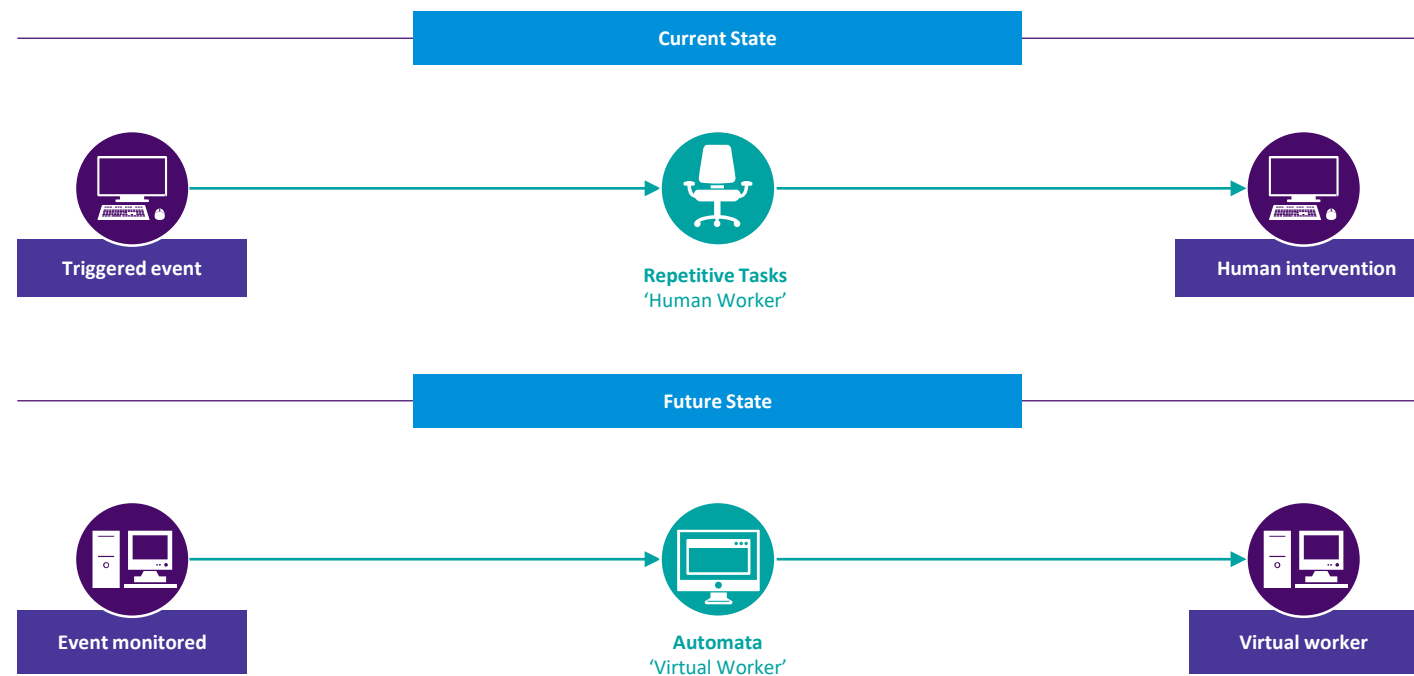 Current State
Triggered event
Repetitive Tasks
‘Human Worker’
Human intervention
Future State
Event monitored
Automata
‘Virtual Worker’
Virtual worker